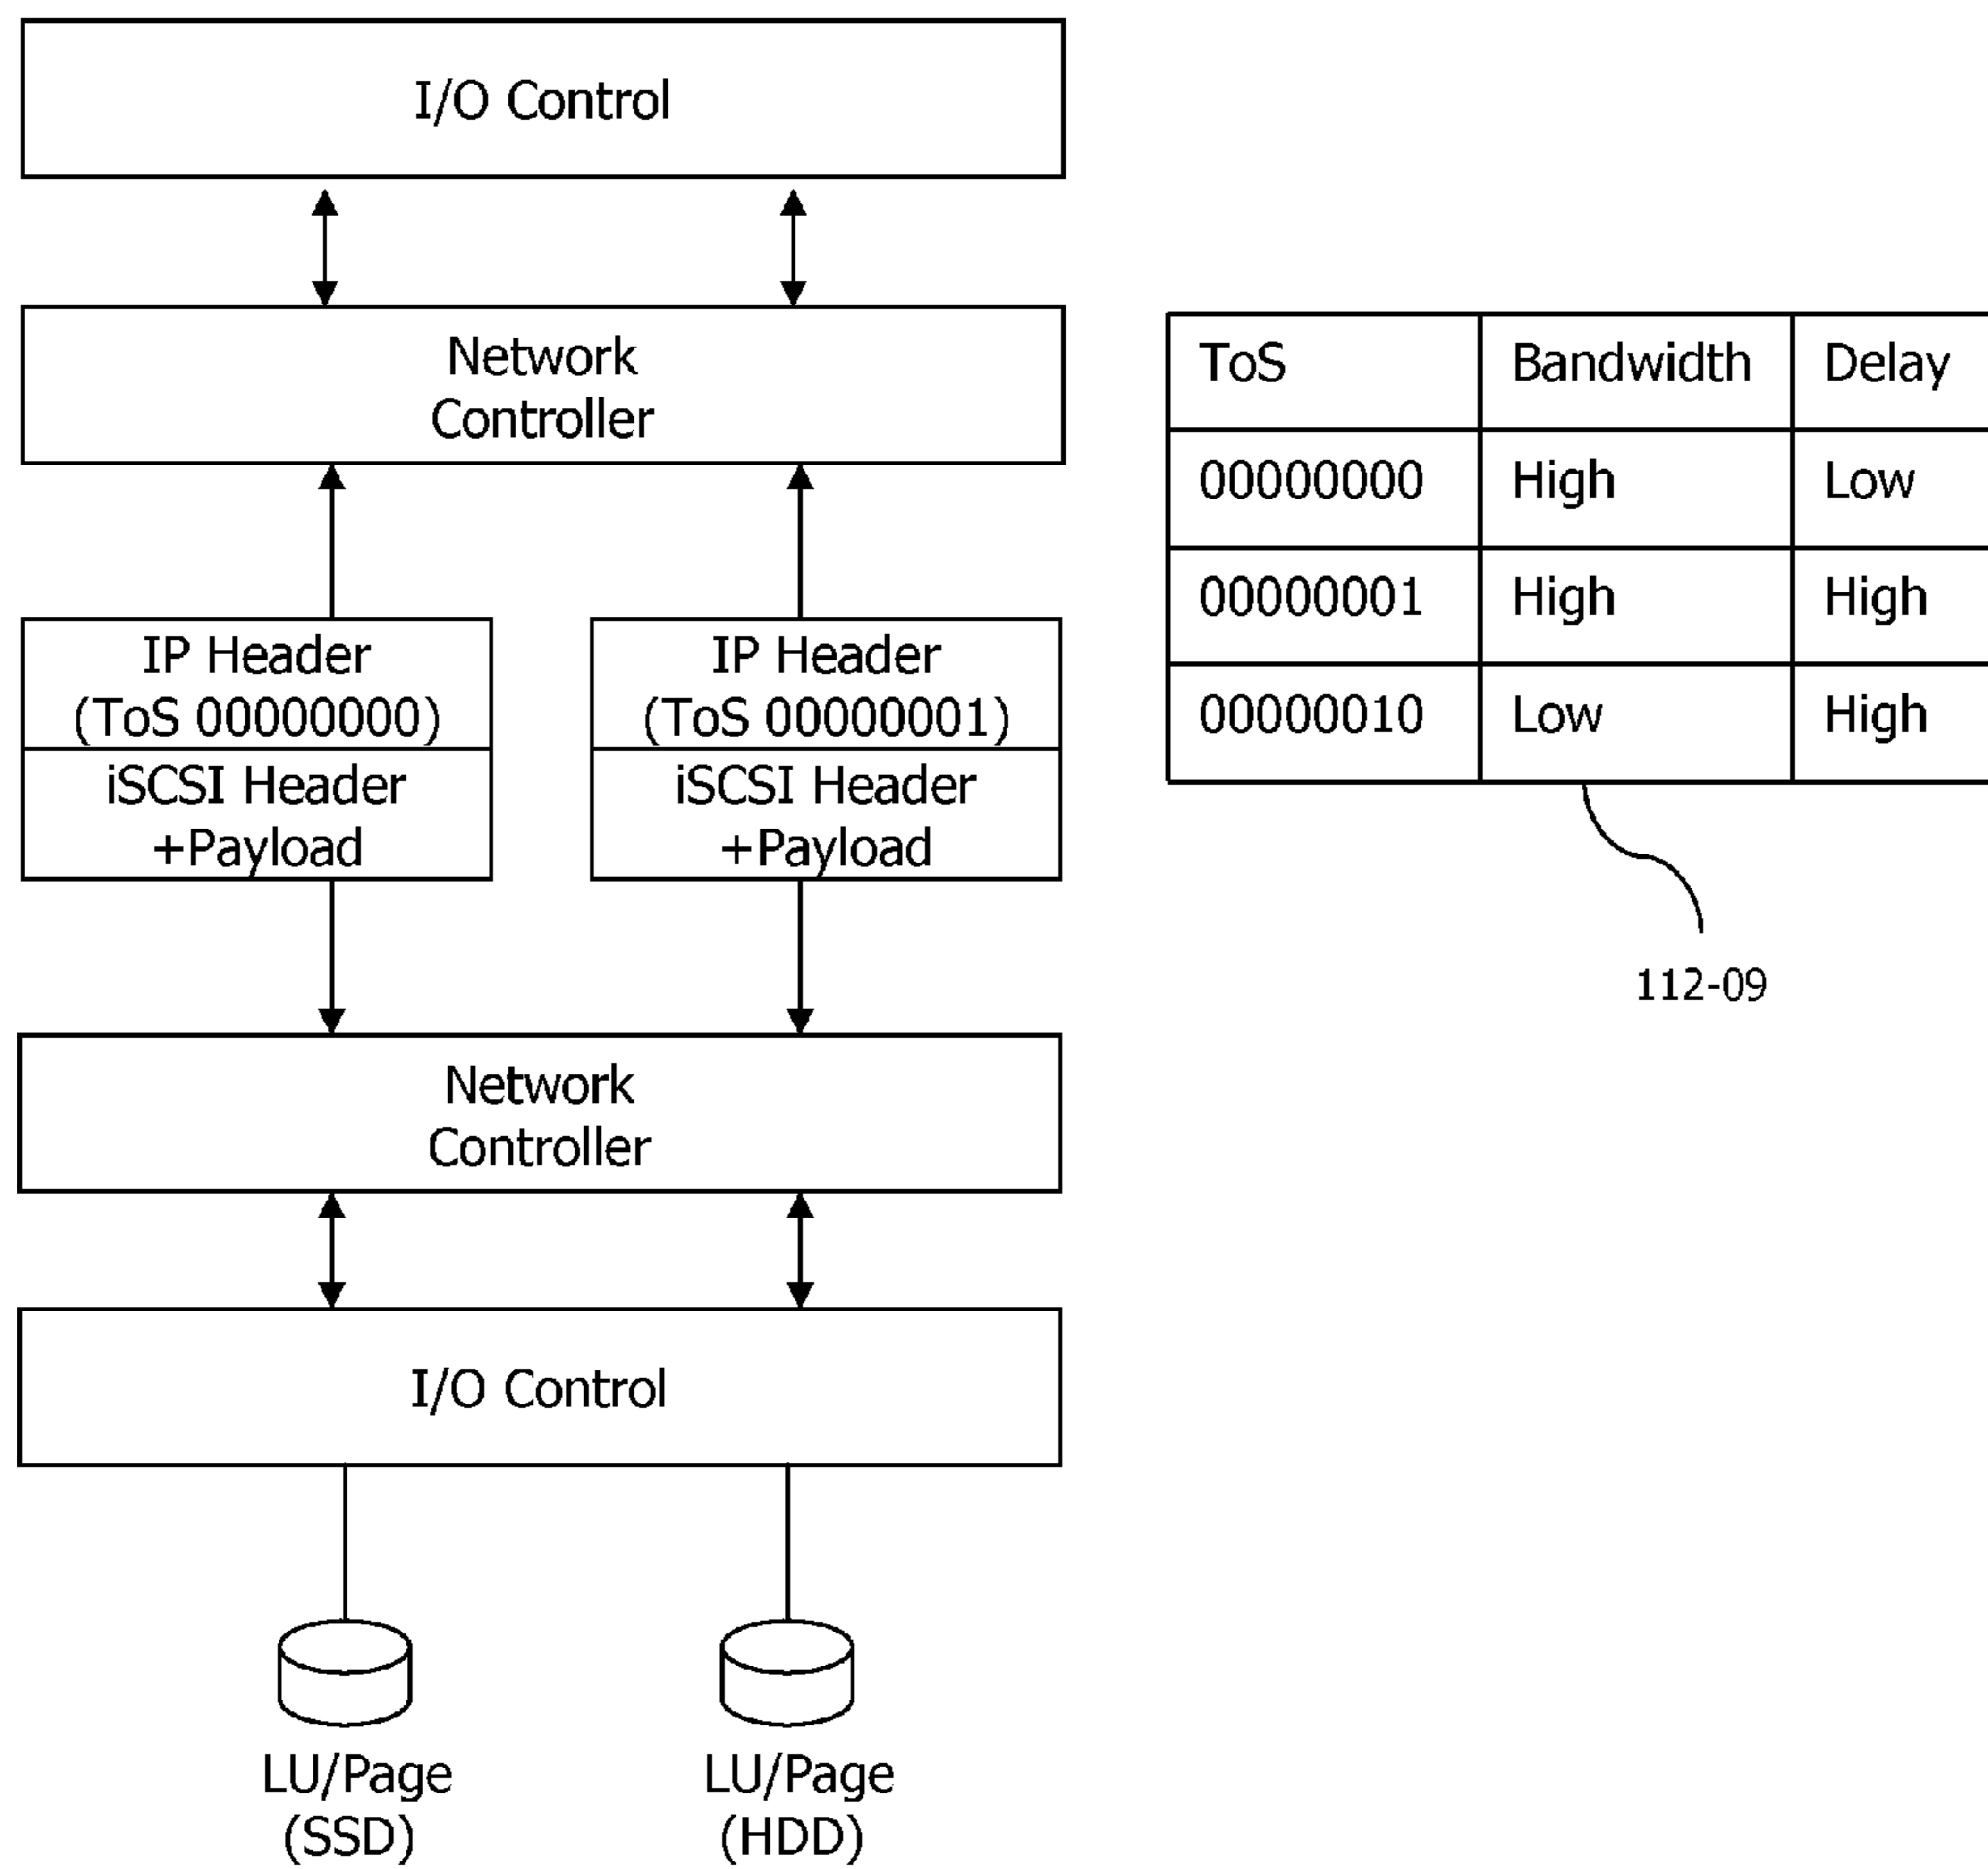 I/O Control
Network
Controller
IP Header
(ToS 00000000)
iSCSI Header
+Payload
IP Header
(ToS 00000001)
iSCSI Header
+Payload
Network
Controller
I/O Control
LU/Page
(SSD)
LU/Page
(HDD)
ToS Bandwidth Delay
00000000 High Low
00000001 High High
00000010 Low High
112-09